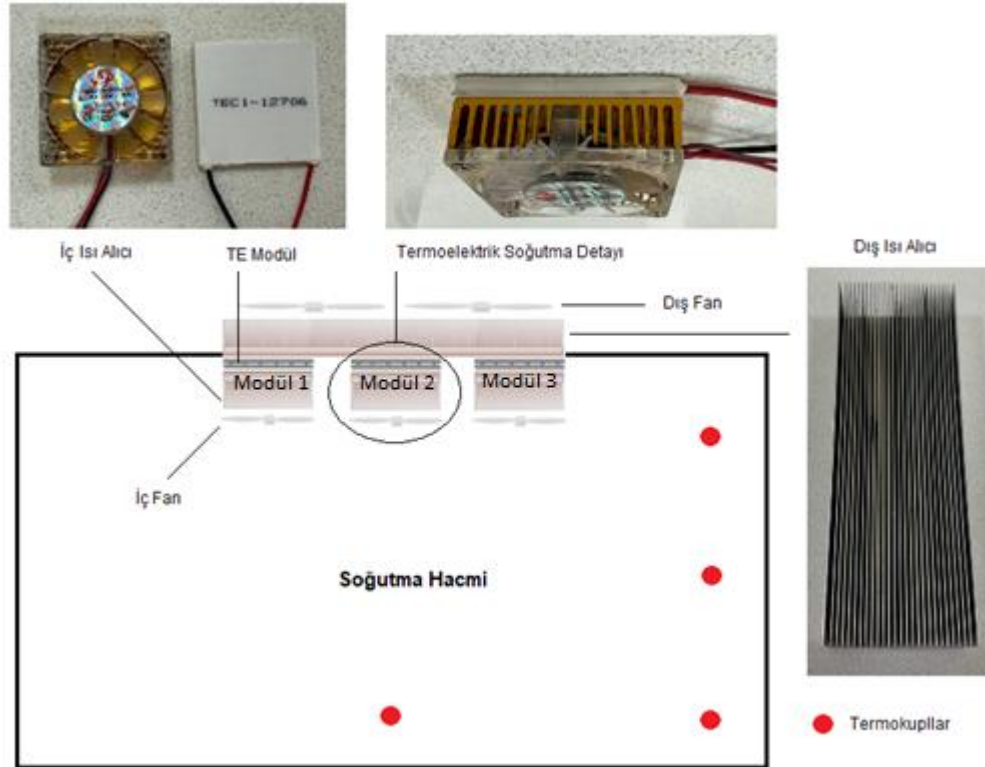 TEC1-12706
İç Isı Alıcı
TE Modül
Termoelektrik Soğutma Detayı
Dış Isı Alıcı
Dış Fan
Modül 1
Modül 2
Modül 3
İç Fan
Soğutma Hacmi
Termokupllar